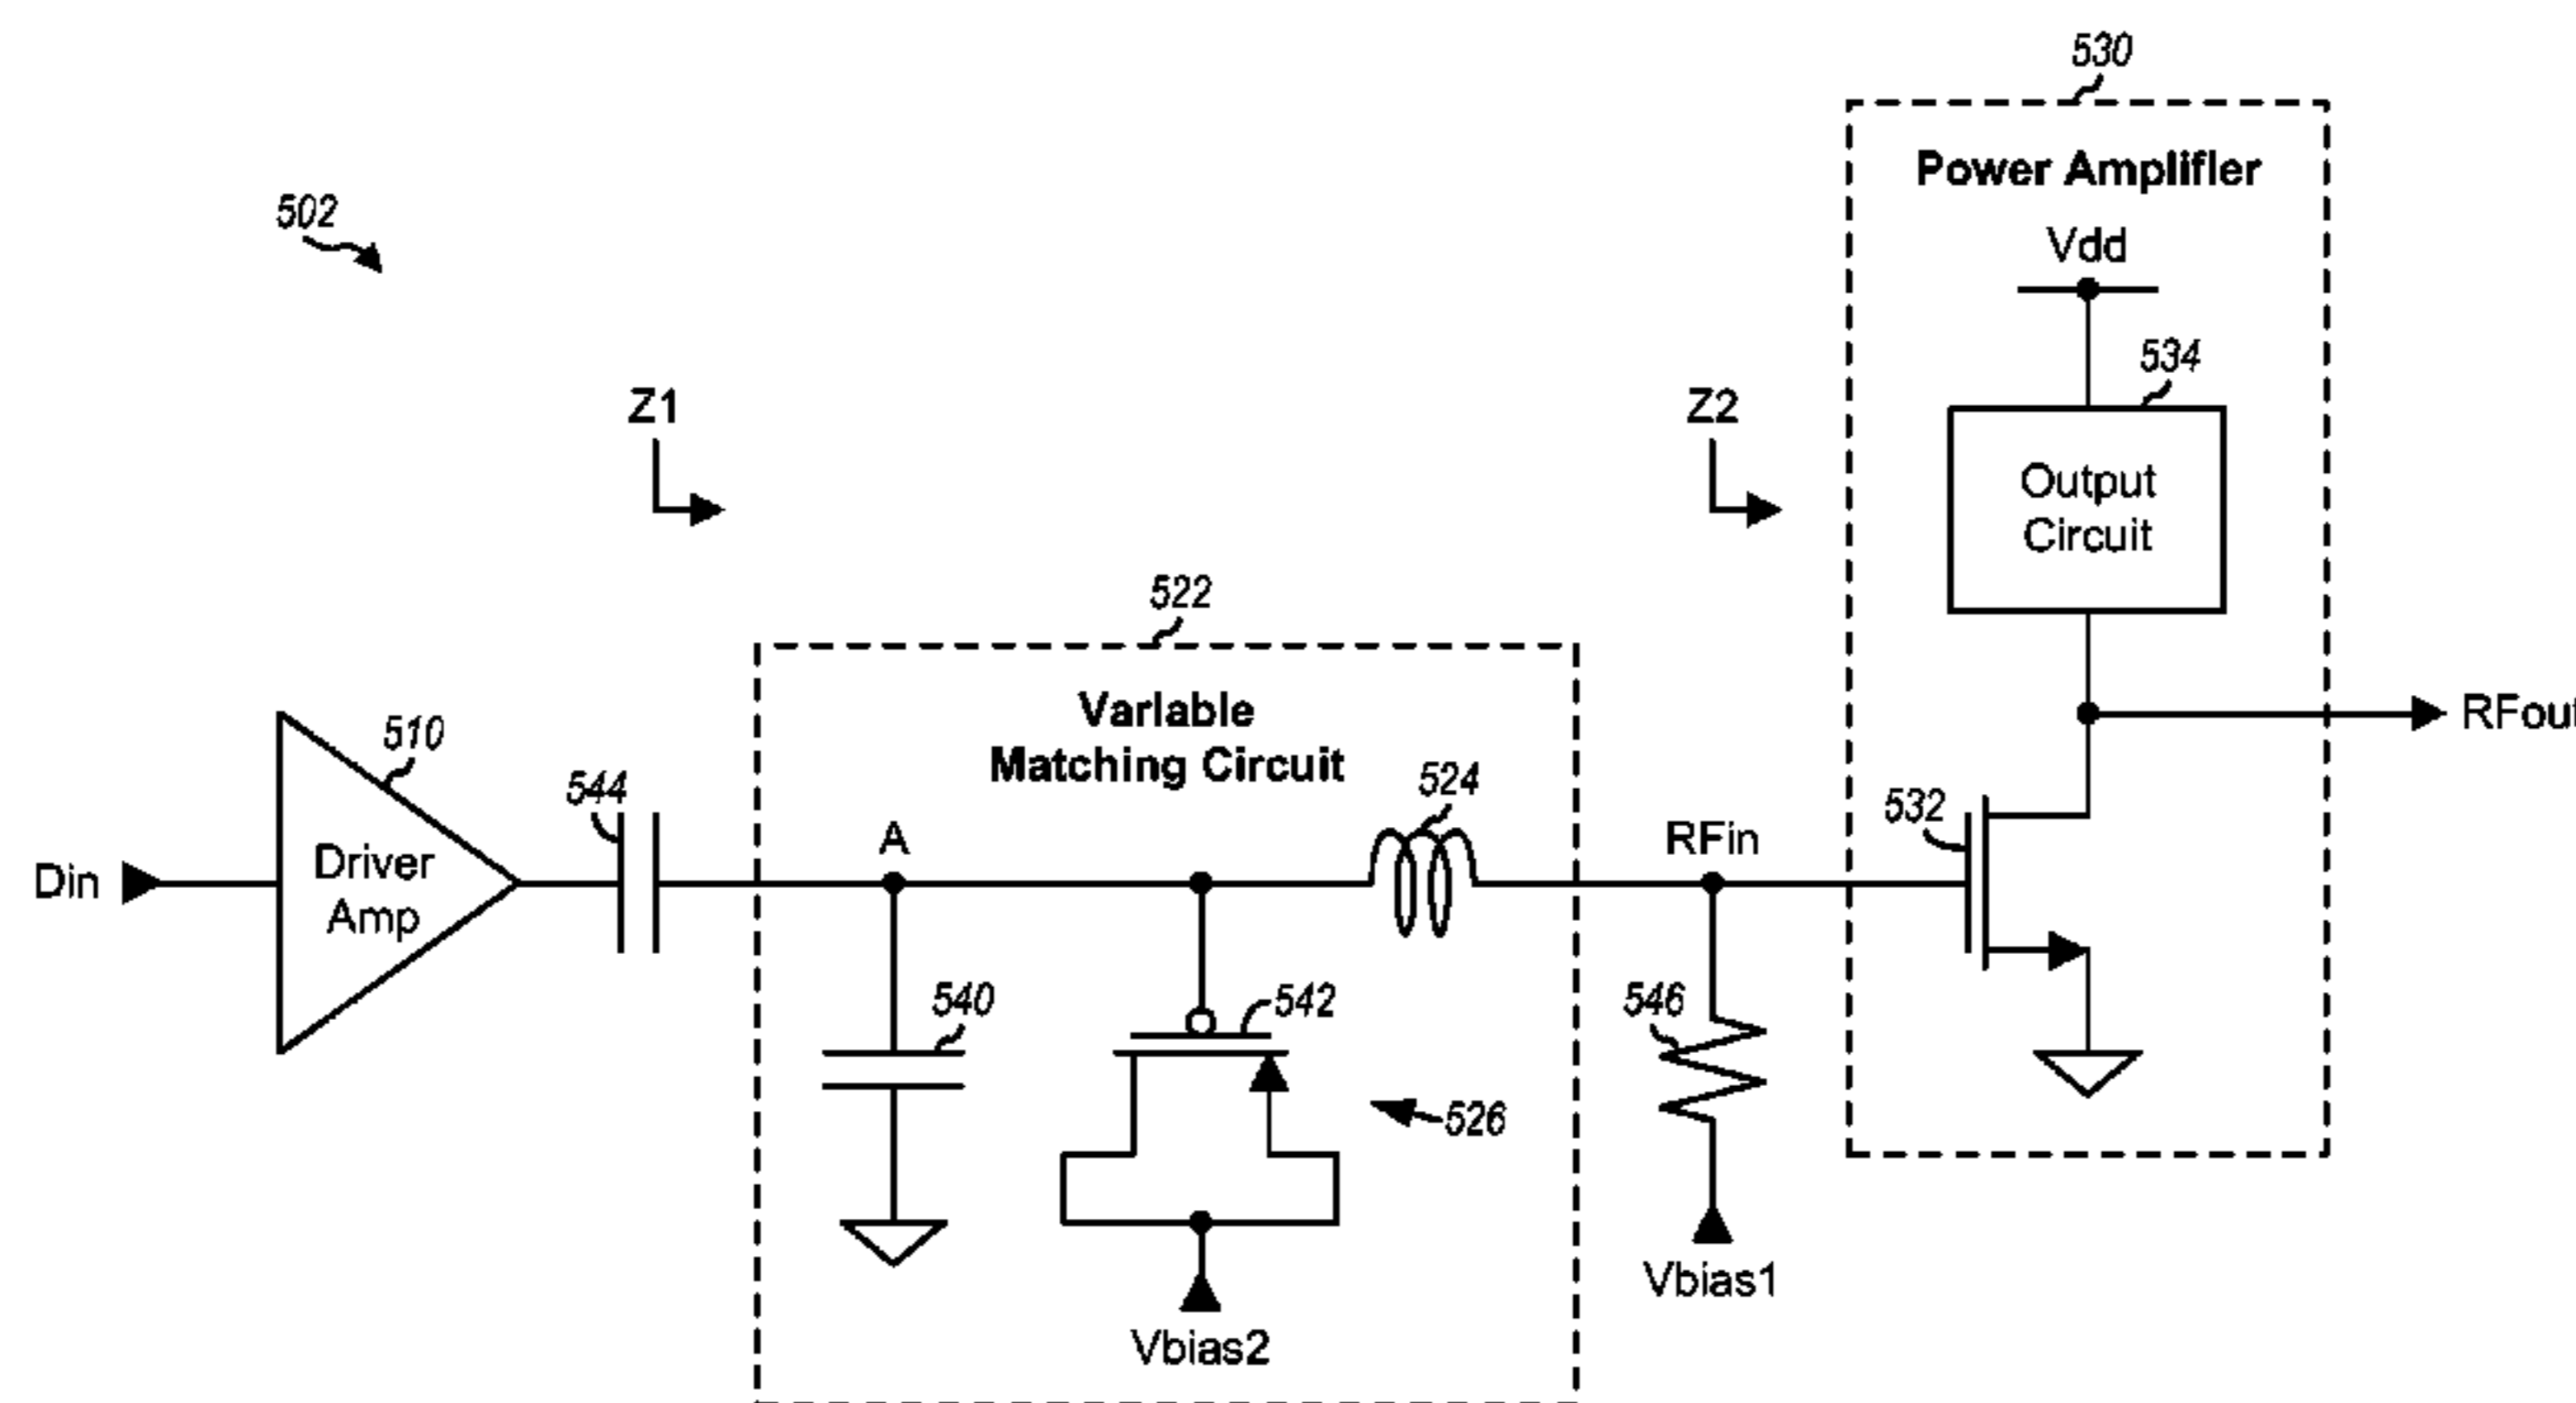 530
Power Amplifier
Vdd
502
534
Z1
Z2
Output
Circuit
522
Variable
Matching Circuit
RFout
510
544
524
532
A
RFin
Din
Driver
Amp
540
542
546
526
Vbias1
Vbias2